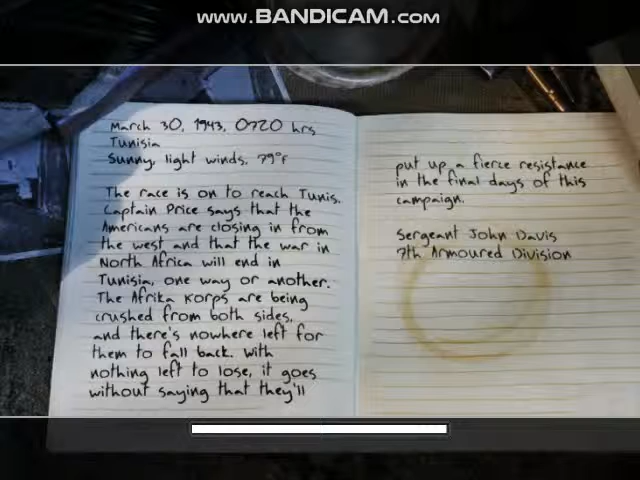 www.BANDICAM.com
March 30, 1943, 0720 hrs
Tunisia
Sunny, light winds, 79°F
The race is on to reach Tunis.
Captain Price says that the
Americans are closing in from
the west and that the war in
North Africa will end in
Tunisia, one way or another.
The Afrika Korps are being
crushed from both sides,
and there's nowhere left for
them to fall back. With
nothing left to lose, it goes
without saying that they'll
put up a fierce resistance
in the final days of this
campaign.
Sergeant John Davis
7th Armoured Division